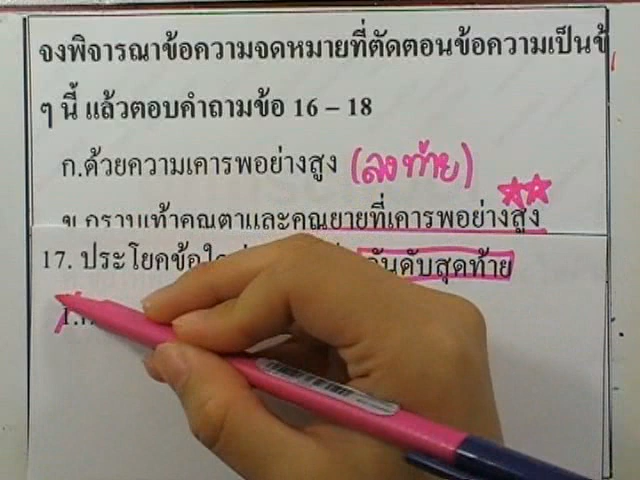 จงพิจารณาข้อความจดหมายที่ตัดตอนข้อความเป็นข้
ๆ นี้ แล้วตอบคำถามข้อ 16 – 18
ก.ด้วยความเคารพอย่างสูง (ลงท้าย)
ข.กราบเท้าคุณตาและคุณยายที่เคารพอย่างสูง
17. ประโยคข้อใด อันดับสุดท้าย
1.ก.